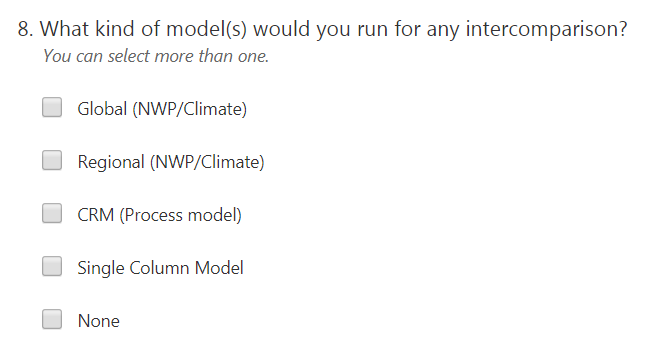 8. What kind of model(s) would you run for any intercomparison?
You can select more than one.
Global (NWP/Climate)
Regional (NWP/Climate)
CRM (Process model)
Single Column Model
None